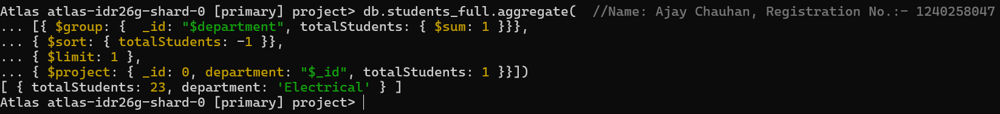 Atlas atlas-idr26g-shard-0 [primary] project> db.students_full.aggregate(  //Name: Ajay Chauhan, Registration No.:- 1240258047
... [{ $group: {  _id: "$department", totalStudents: { $sum: 1 }}},
... { $sort: { totalStudents: -1 }},
... { $limit: 1 },
... { $project: { _id: 0, department: "$_id", totalStudents: 1 }}])
[ { totalStudents: 23, department: 'Electrical' } ]
Atlas atlas-idr26g-shard-0 [primary] project>